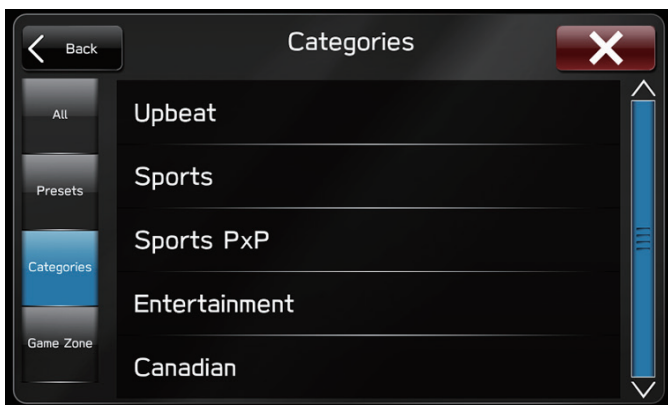 Back
Categories
All
Presets
Categories
Game Zone
Upbeat
Sports
Sports PxP
Entertainment
Canadian